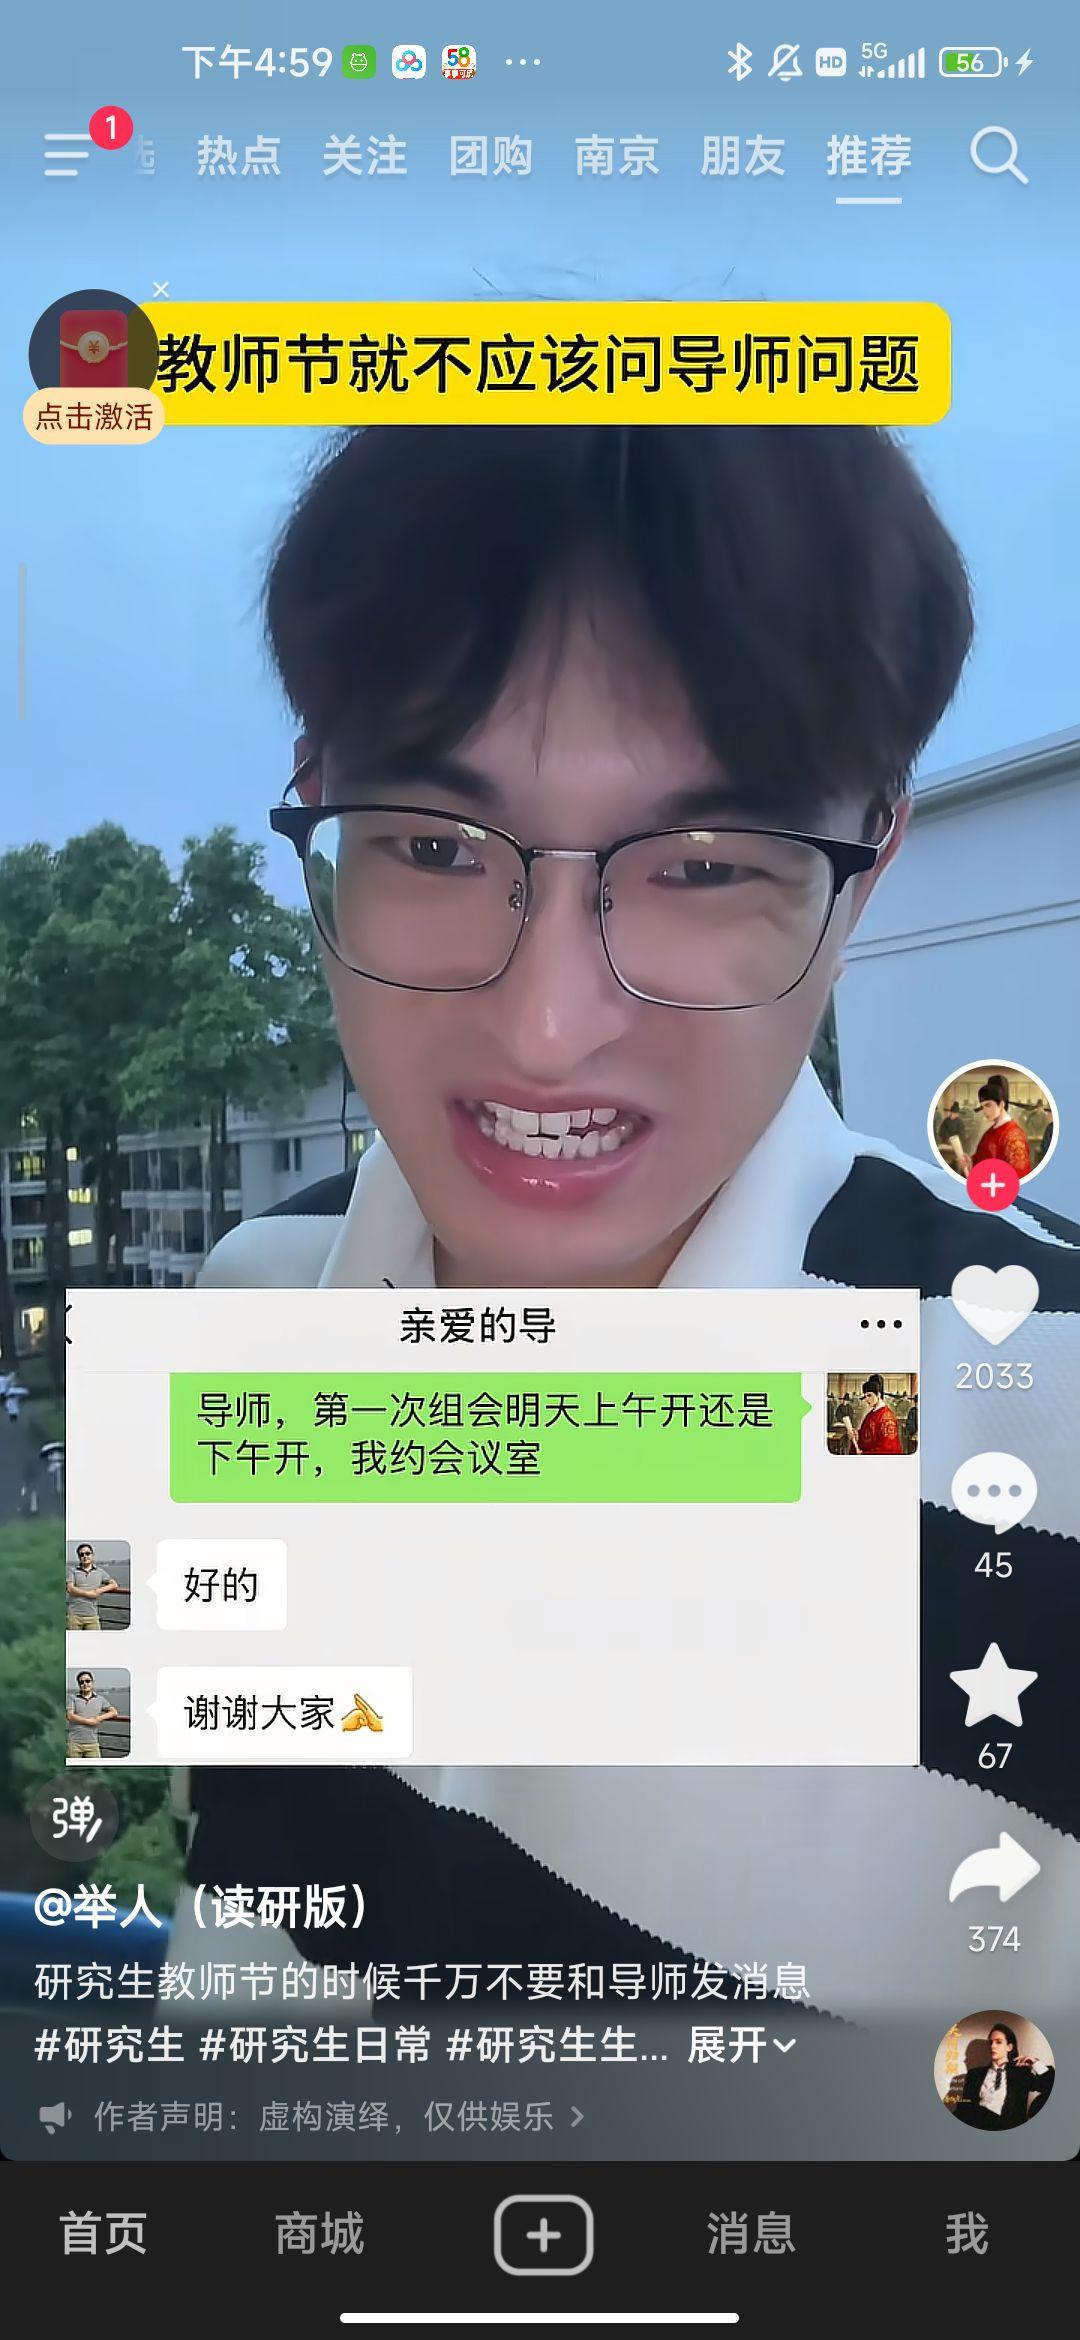 下午4:59
58
HD
5G
56
1
热点 关注 团购 南京 朋友 推荐
教师节就不应该问导师问题
点击激活
亲爱的导
导师，第一次组会明天上午开还是
下午开，我约会议室
好的
谢谢大家
2033
45
67
374
弹
@举人（读研版）
研究生教师节的时候千万不要和导师发消息
#研究生 #研究生日常 #研究生生... 展开
作者声明：虚构演绎，仅供娱乐
首页 商城 消息 我